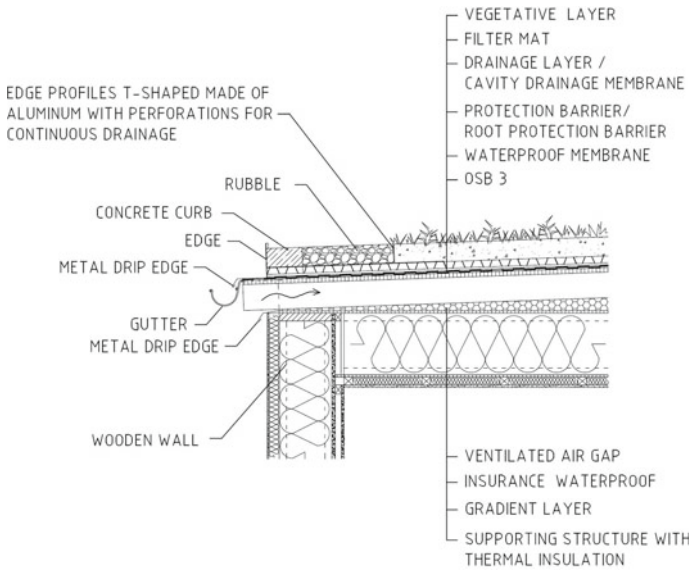 VEGETATIVE LAYER
FILTER MAT
DRAINAGE LAYER /
CAVITY DRAINAGE MEMBRANE
PROTECTION BARRIER/
ROOT PROTECTION BARRIER
WATERPROOF MEMBRANE
OSB 3
EDGE PROFILES T-SHAPED MADE OF
ALUMINUM WITH PERFORATIONS FOR
CONTINUOUS DRAINAGE
RUBBLE
CONCRETE CURB
EDGE
METAL DRIP EDGE
GUTTER
METAL DRIP EDGE
WOODEN WALL
VENTILATED AIR GAP
INSURANCE WATERPROOF
GRADIENT LAYER
SUPPORTING STRUCTURE WITH
THERMAL INSULATION